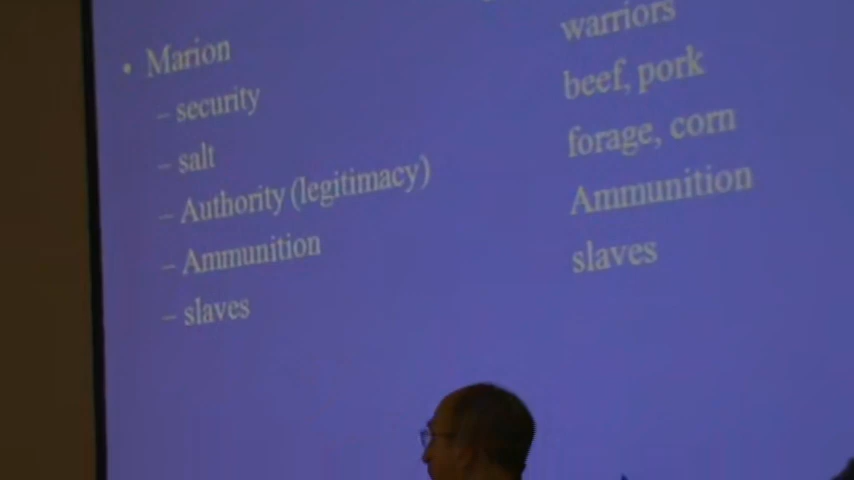 • Marion
– security
– salt
– Authority (legitimacy)
– Ammunition
– slaves
warriors
beef, pork
forage, corn
Ammunition
slaves